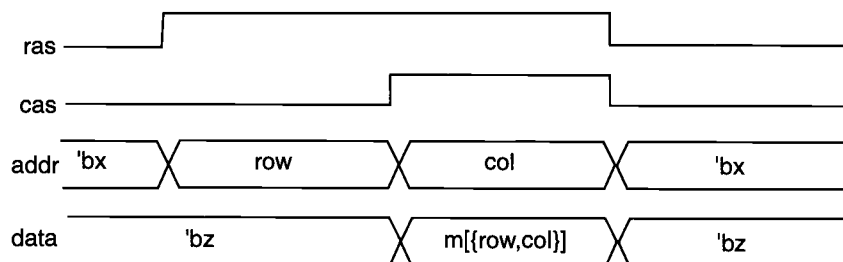 ras
cas
addr 'bx row col 'bx
data 'bz m[{row,col}] 'bz